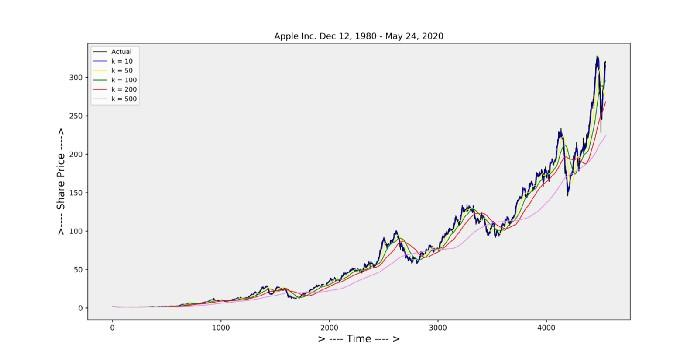 Apple Inc. Dec 12, 1980 - May 24, 2020
Actual
k = 10
k = 50
k = 100
k = 200
k = 500
300
250
200
150
100
50
0
>---- Share Price ---->
0 1000 2000 3000 4000
> ---- Time ---- >